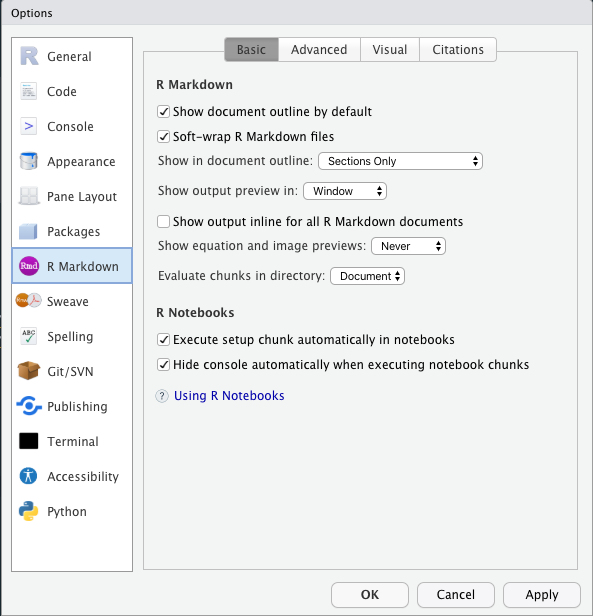 Options
R General
Code
> Console
Appearance
Pane Layout
Packages
Rmd R Markdown
Rmd Sweave
ABC Spelling
Git/SVN
Publishing
Terminal
Accessibility
Python
Basic Advanced Visual Citations
R Markdown
Show document outline by default
Soft-wrap R Markdown files
Show in document outline: Sections Only
Show output preview in: Window
Show output inline for all R Markdown documents
Show equation and image previews: Never
Evaluate chunks in directory: Document
R Notebooks
Execute setup chunk automatically in notebooks
Hide console automatically when executing notebook chunks
? Using R Notebooks
OK Cancel Apply